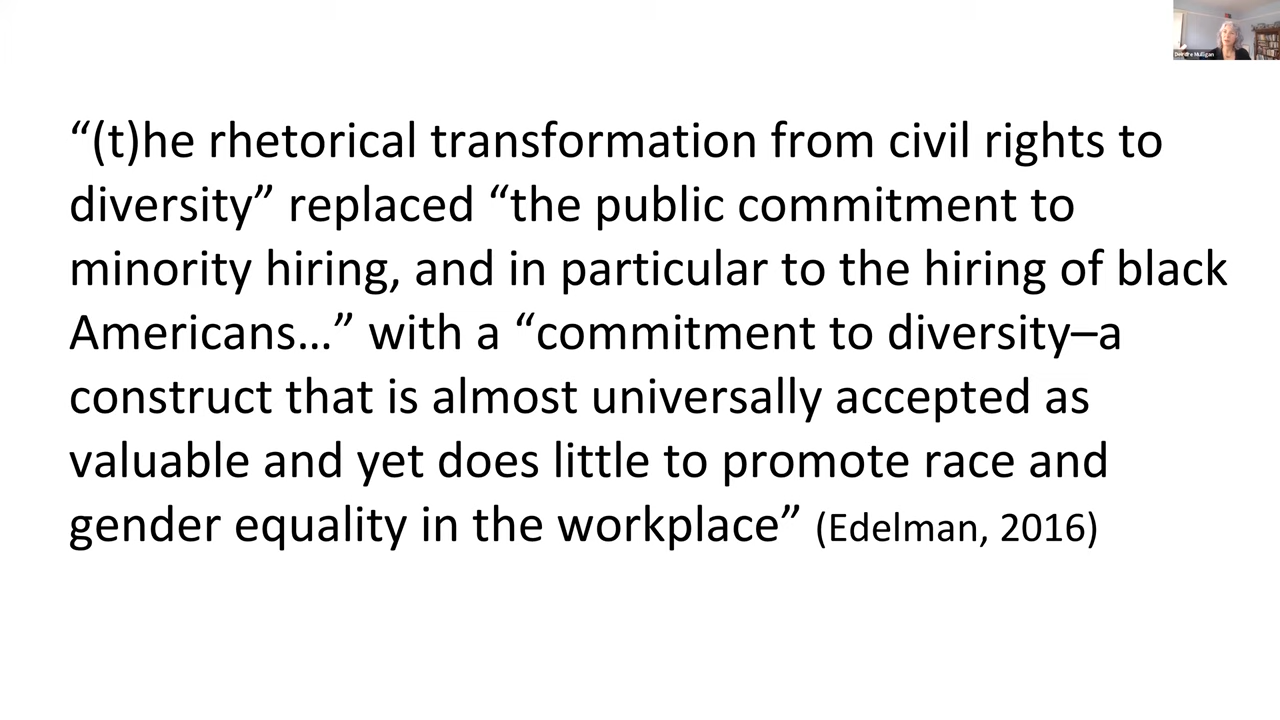 Deirdre Mulligan
“(t)he rhetorical transformation from civil rights to
diversity” replaced “the public commitment to
minority hiring, and in particular to the hiring of black
Americans…” with a “commitment to diversity–a
construct that is almost universally accepted as
valuable and yet does little to promote race and
gender equality in the workplace” (Edelman, 2016)